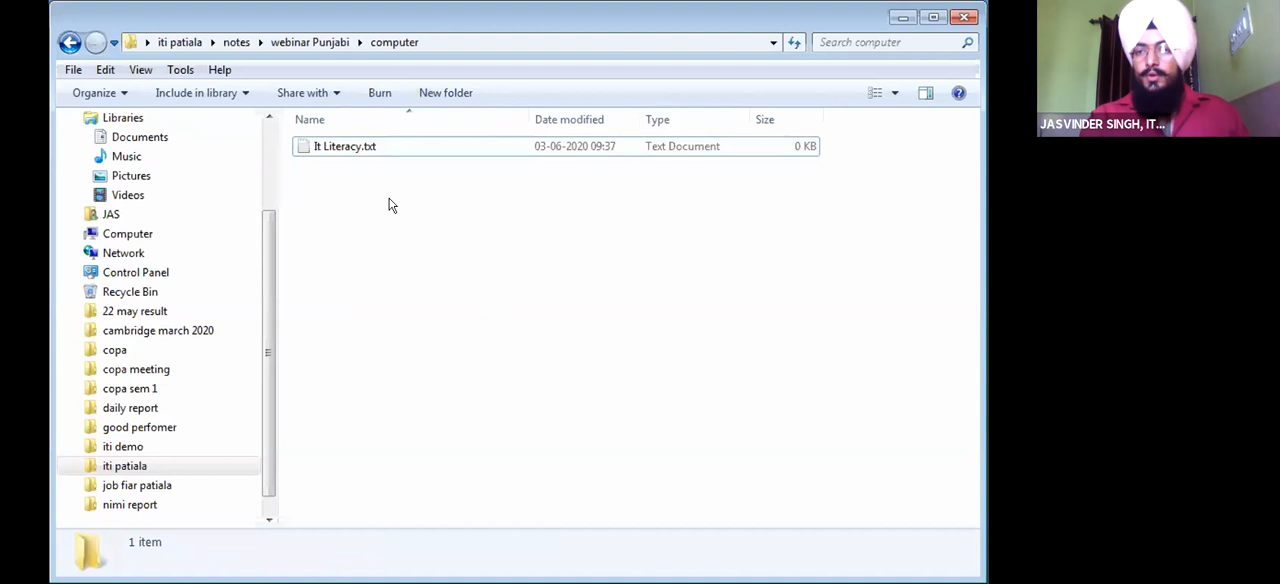 iti patiala notes webinar Punjabi computer
Search computer
File Edit View Tools Help
Organize Include in library Share with Burn New folder
Libraries
Documents
Music
Pictures
Videos
JAS
Computer
Network
Control Panel
Recycle Bin
22 may result
cambridge march 2020
copa
copa meeting
copa sem 1
daily report
good perfomer
iti demo
iti patiala
job fiar patiala
nimi report
Name Date modified Type Size
It Literacy.txt 03-06-2020 09:37 Text Document 0 KB
1 item
JASVINDER SINGH, IT...